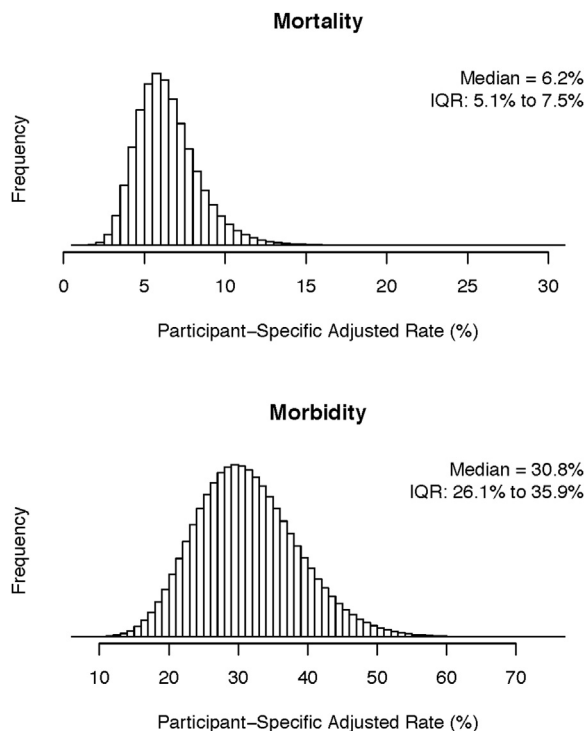 Mortality
Median = 6.2%
IQR: 5.1% to 7.5%
Frequency
0 5 10 15 20 25 30
Participant−Specific Adjusted Rate (%)
Morbidity
Median = 30.8%
IQR: 26.1% to 35.9%
Frequency
10 20 30 40 50 60 70
Participant−Specific Adjusted Rate (%)